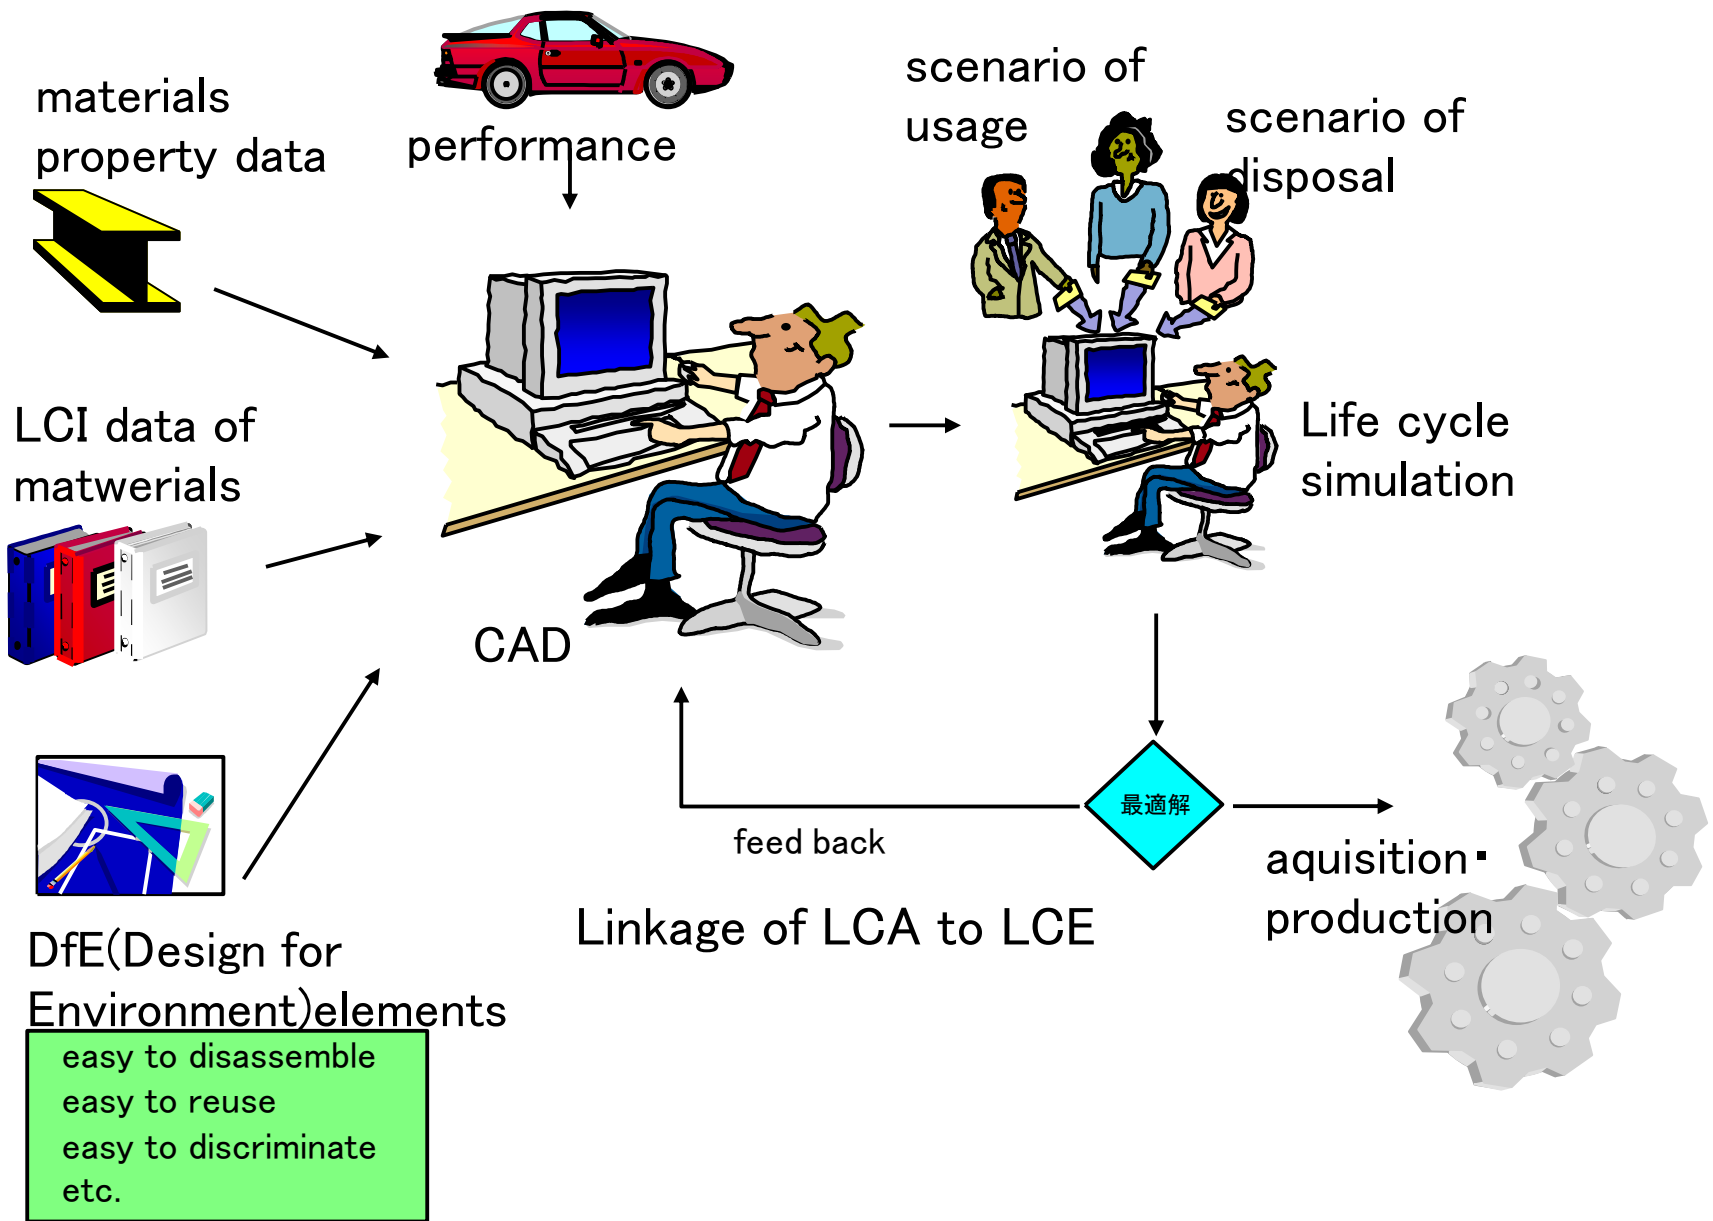 materials
property data
performance
scenario of
usage
scenario of
disposal
LCI data of
matwerials
CAD
Life cycle
simulation
最適解
feed back
aquisition・
production
Linkage of LCA to LCE
DfE(Design for
Environment)elements
easy to disassemble
easy to reuse
easy to discriminate
etc.